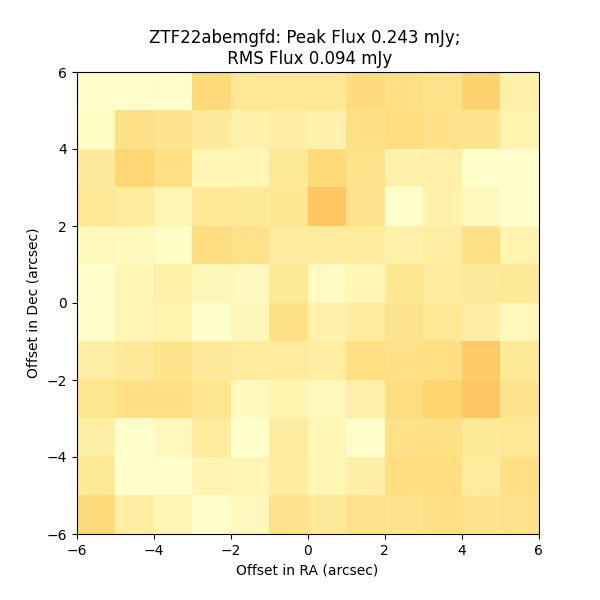 ZTF22abemgfd: Peak Flux 0.243 mJy;
RMS Flux 0.094 mJy
6
4
2
0
−2
−4
−6
Offset in Dec (arcsec)
−6 −4 −2 0 2 4 6
Offset in RA (arcsec)